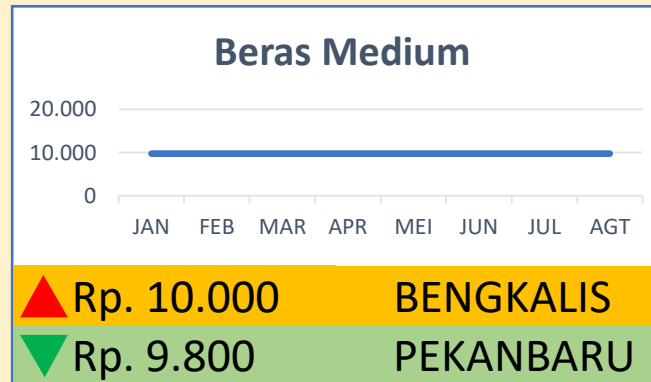 Beras Medium
20.000
10.000
0
JAN FEB MAR APR MEI JUN JUL AGT
Rp. 10.000 BENGKALIS
Rp. 9.800 PEKANBARU